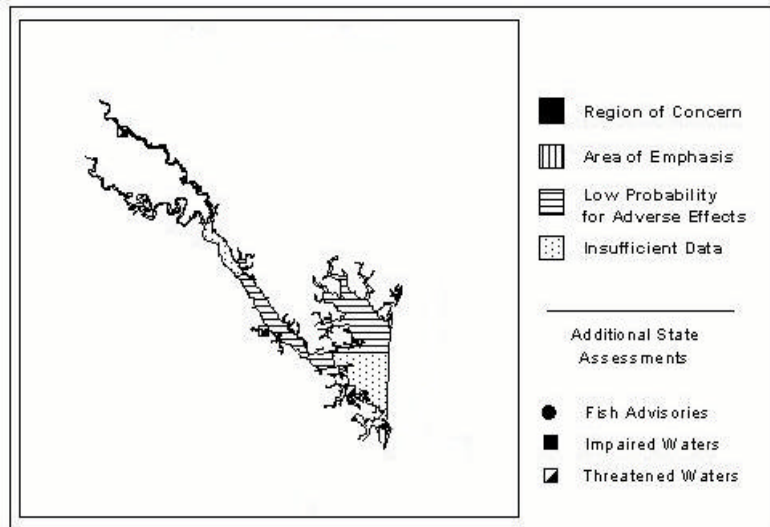 Region of Concern
Area of Emphasis
Low Probability
for Adverse Effects
Insufficient Data
Additional State
Assessments
Fish Advisories
Impaired Waters
Threatened Waters